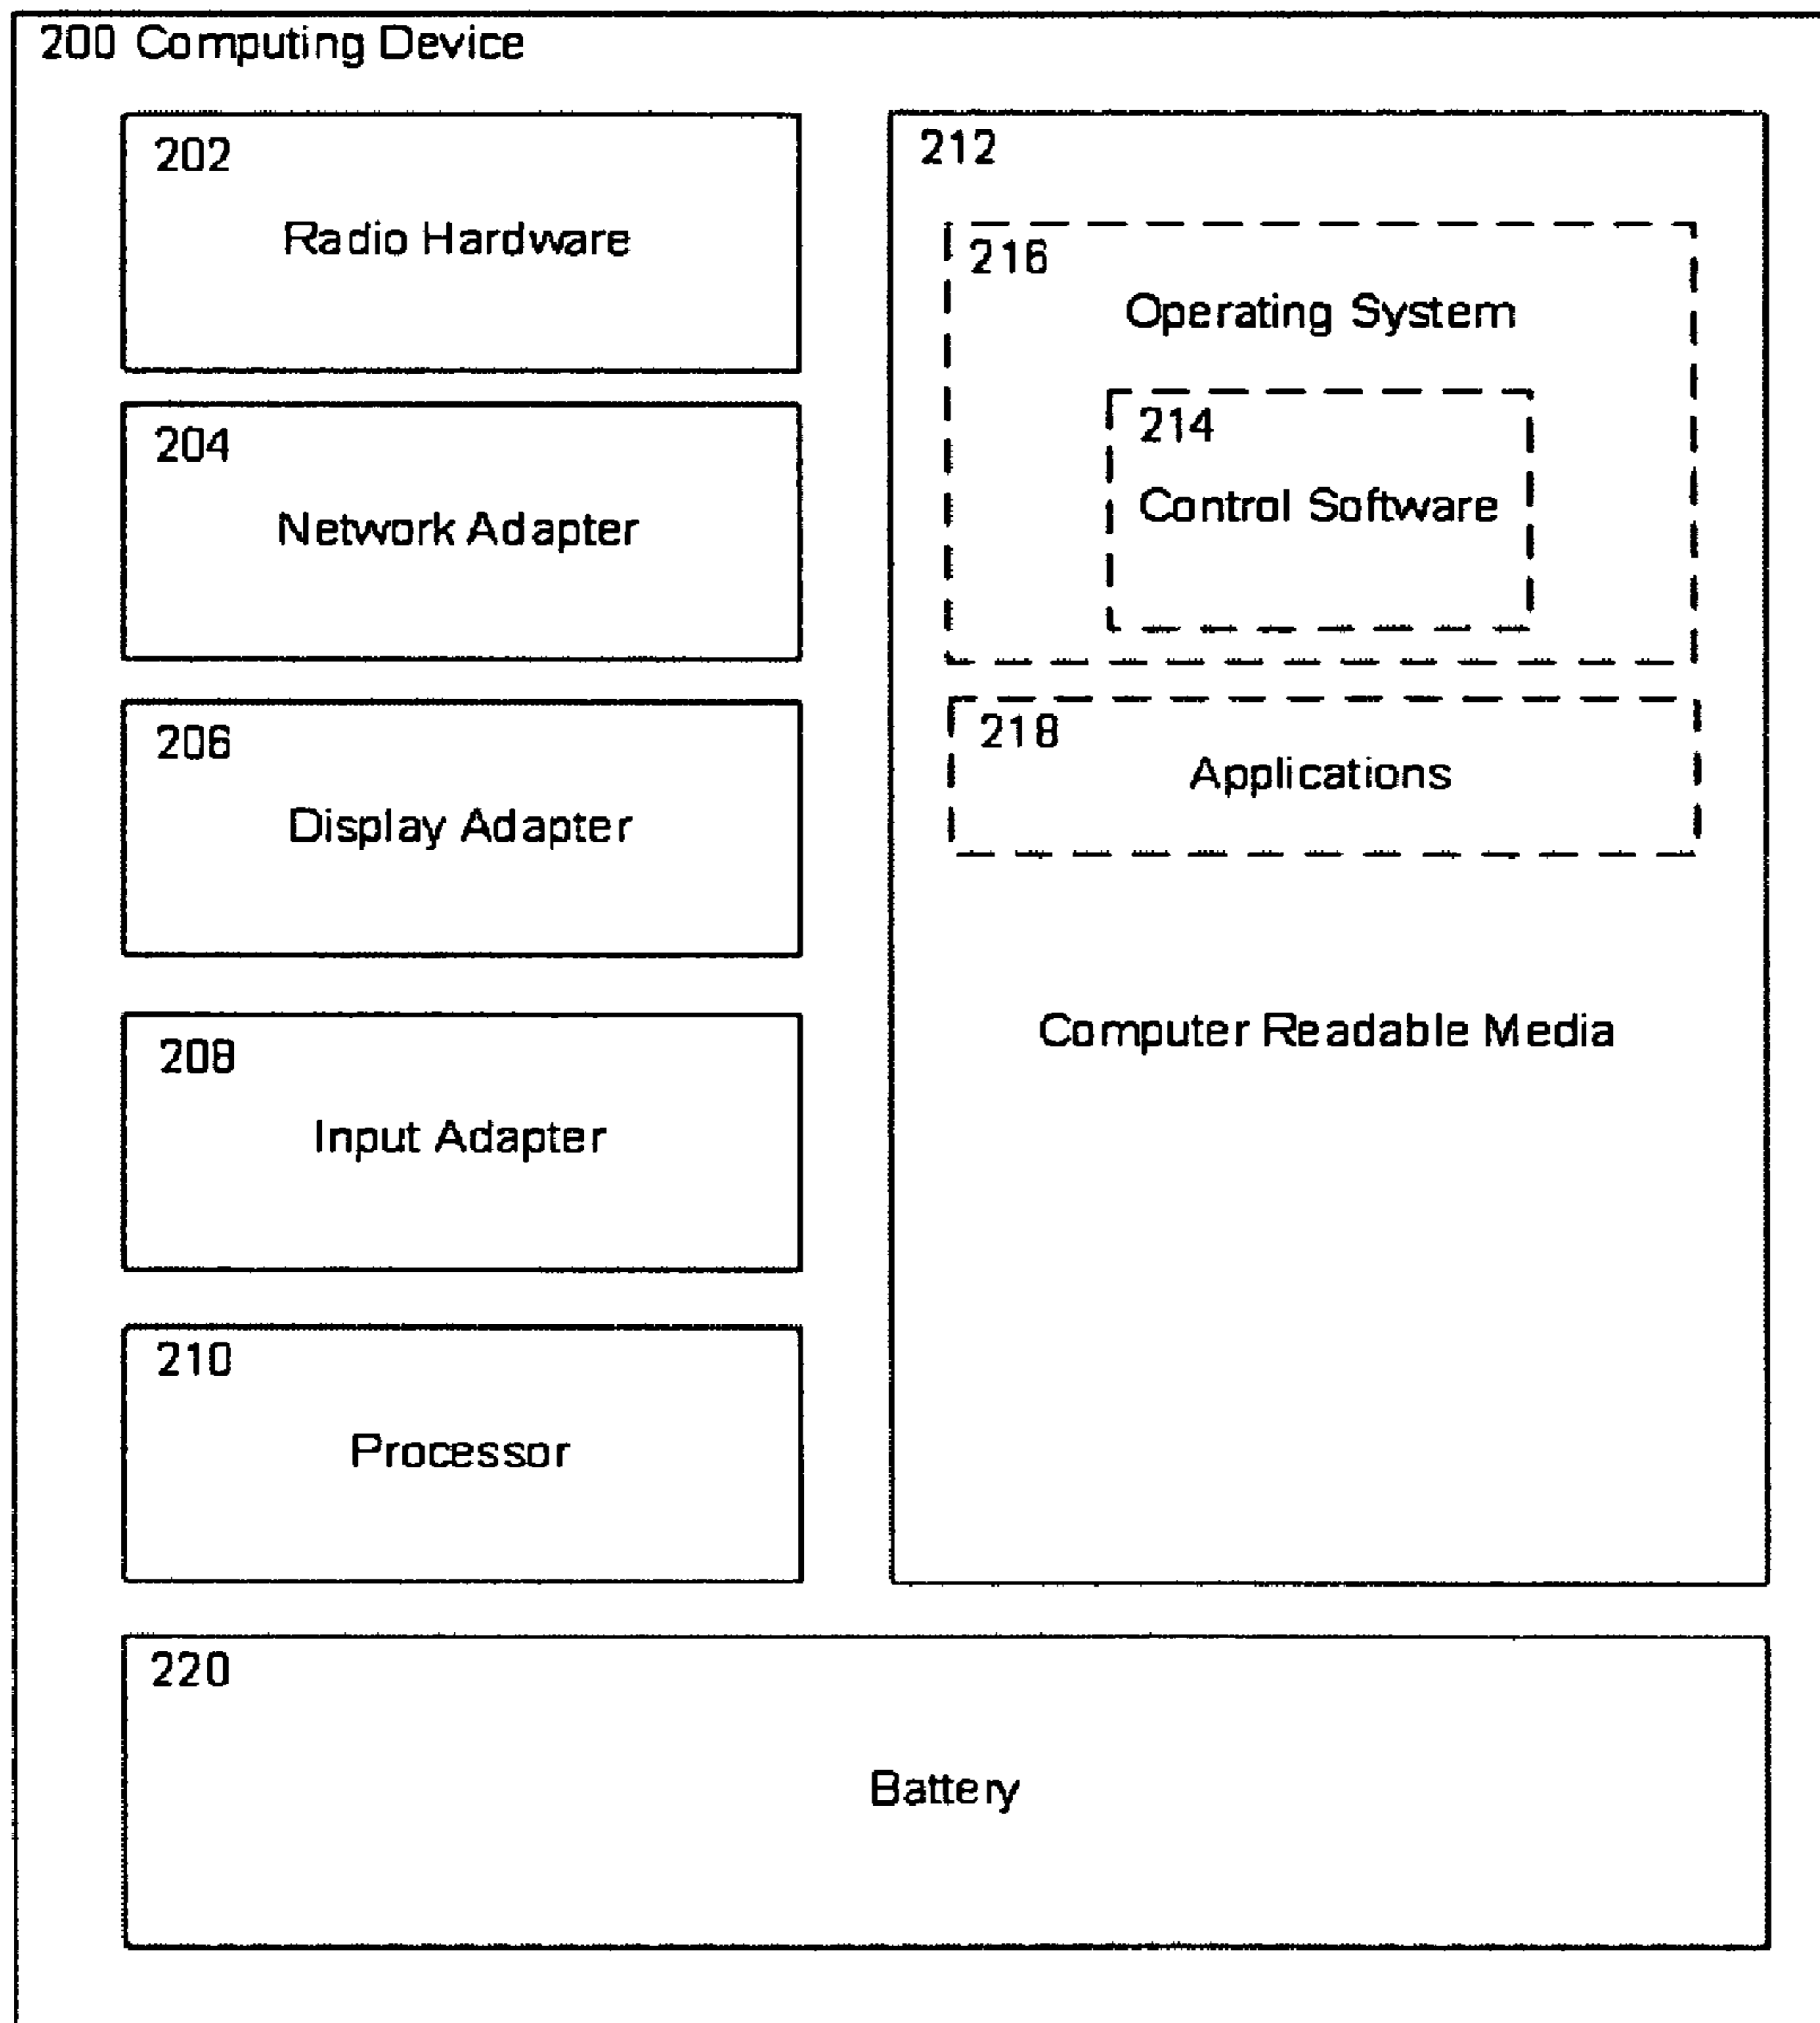 200 Computing Device
202
Radio Hardware
204
Network Adapter
206
Display Adapter
208
Input Adapter
210
Processor
212
216
Operating System
214
Control Software
218
Applications
Computer Readable Media
220
Battery